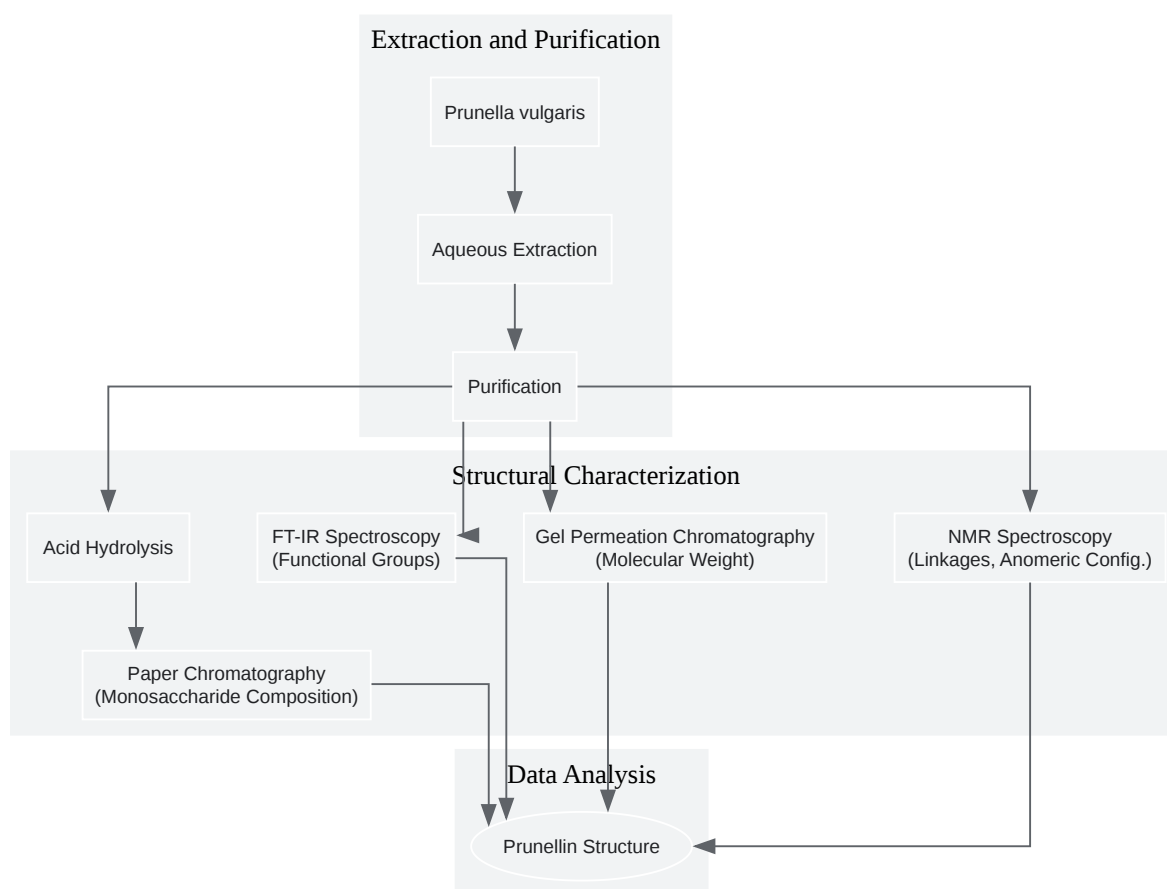 Extraction and Purification
Prunella vulgaris
Aqueous Extraction
Purification
Structural Characterization
Acid Hydrolysis
FT-IR Spectroscopy
(Functional Groups)
Gel Permeation Chromatography
(Molecular Weight)
NMR Spectroscopy
(Linkages, Anomeric Config.)
Paper Chromatography
(Monosaccharide Composition)
Data Analysis
Prunellin Structure